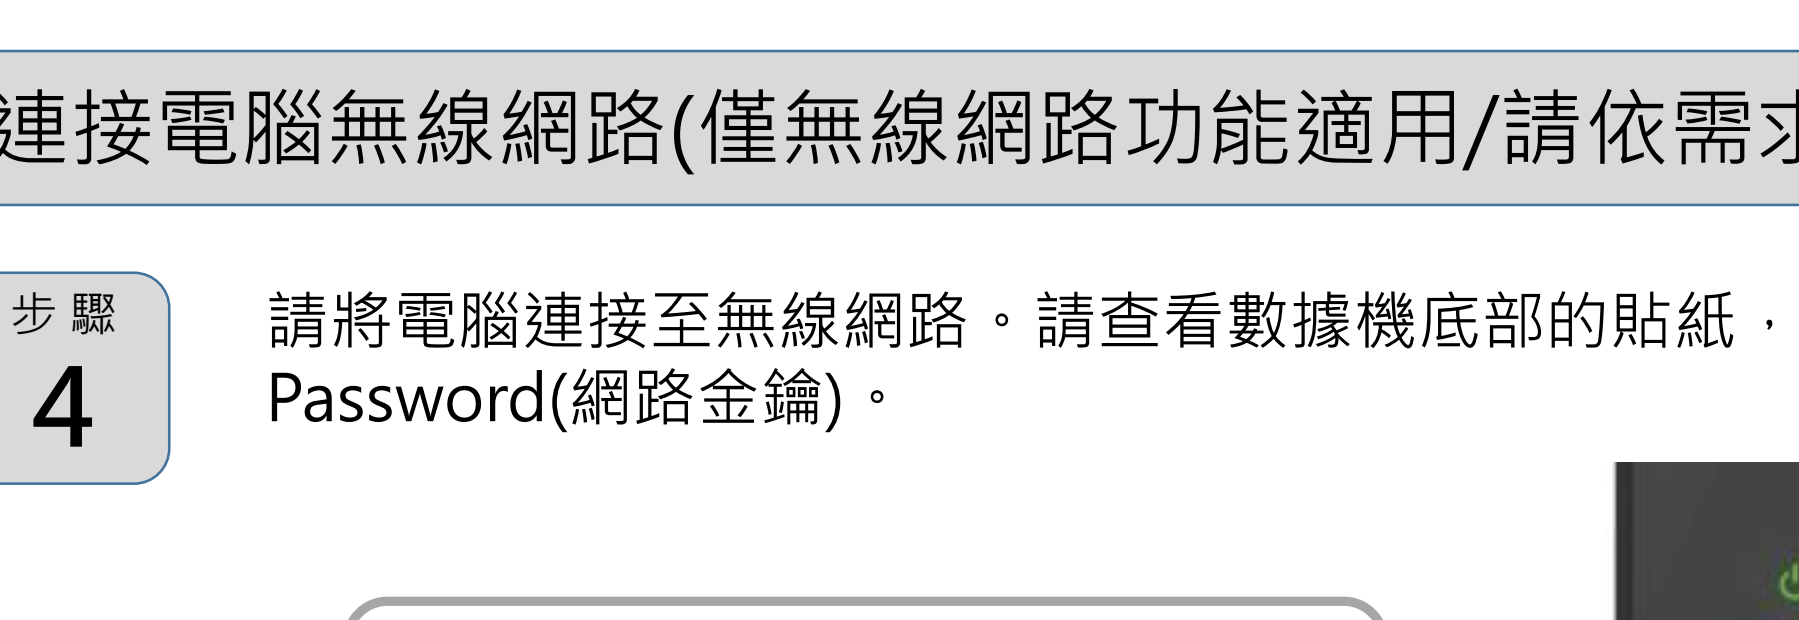 連接電腦無線網路(僅無線網路功能適用/請依需求
步驟
4
請將電腦連接至無線網路。請查看數據機底部的貼紙，
Password(網路金鑰)。